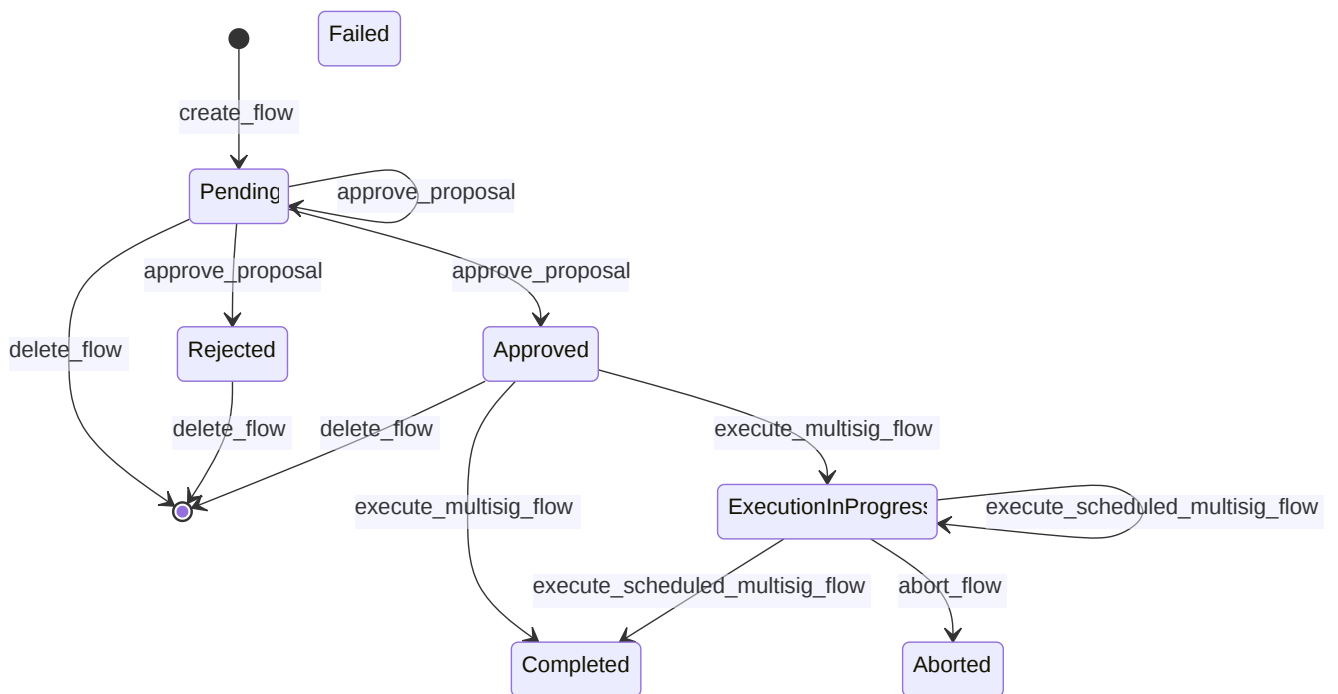 Failed
create_flow
Pending
approve_proposal
approve_proposal
approve_proposal
delete_flow
Rejected
Approved
delete_flow
delete_flow
execute_multisig_flow
execute_multisig_flow
ExecutionInProgress
execute_scheduled_multisig_flow
execute_scheduled_multisig_flow
abort_flow
Completed
Aborted